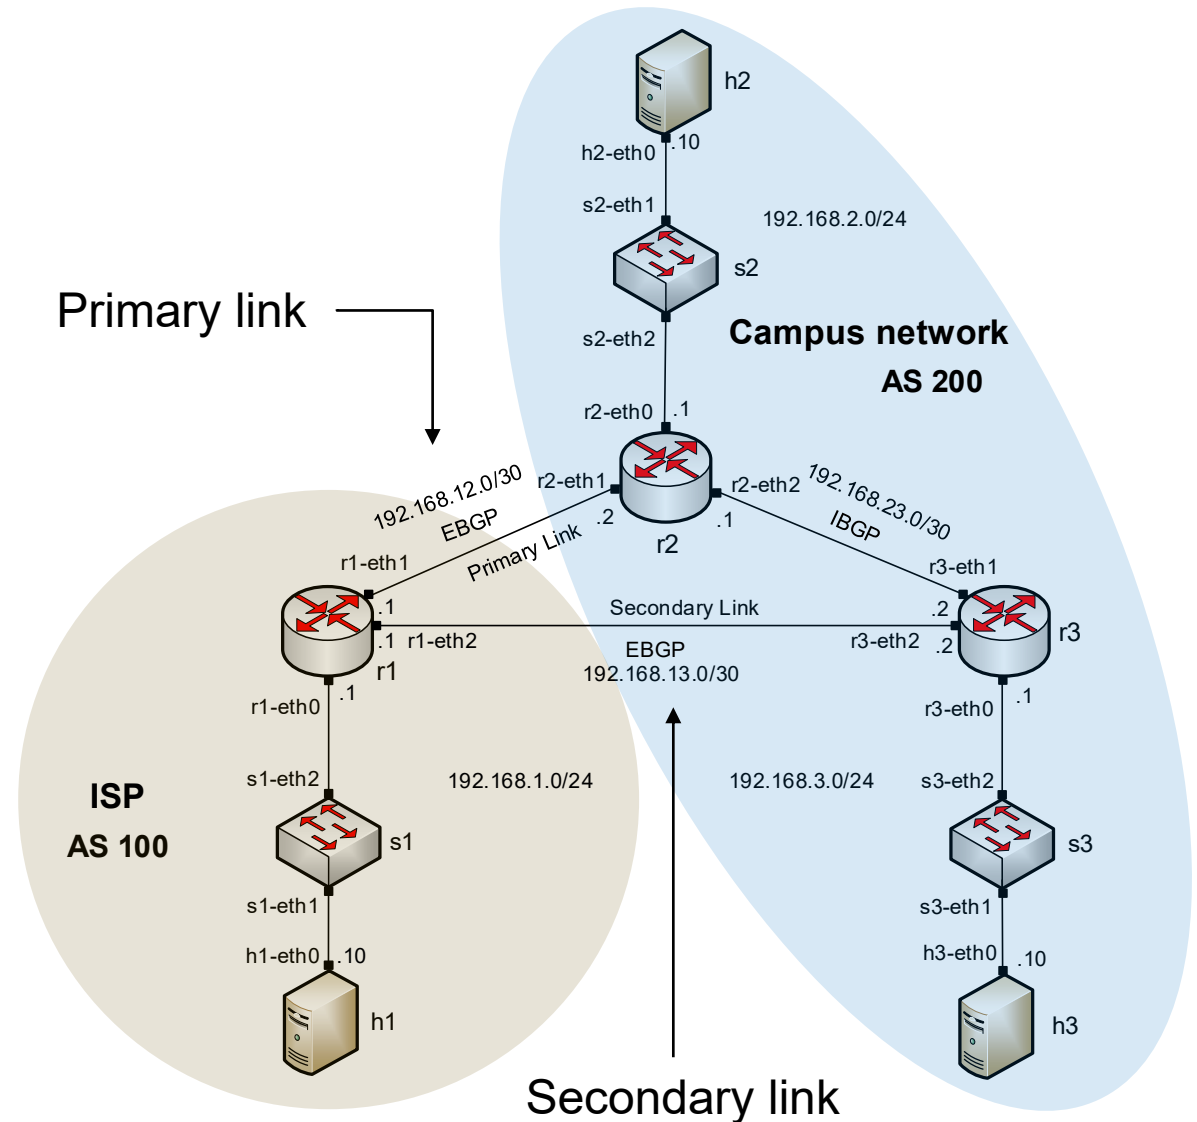 h2
.10
h2-eth0
s2-eth1
192.168.2.0/24
s2
Primary link
s2-eth2
Campus network
AS 200
r2-eth0
.1
r2-eth1
r2-eth2
192.168.12.0/30
192.168.23.0/30
EBGP
.2
.1
IBGP
Primary Link
r2
r1-eth1
r3-eth1
.1
Secondary Link
.2
.1
r1-eth2
r3-eth2
.2
r3
EBGP
r1
192.168.13.0/30
.1
.1
r1-eth0
r3-eth0
s1-eth2
192.168.1.0/24
192.168.3.0/24
s3-eth2
ISP
AS 100
s1
s3
s1-eth1
s3-eth1
h1-eth0
.10
h3-eth0
.10
h1
h3
Secondary link